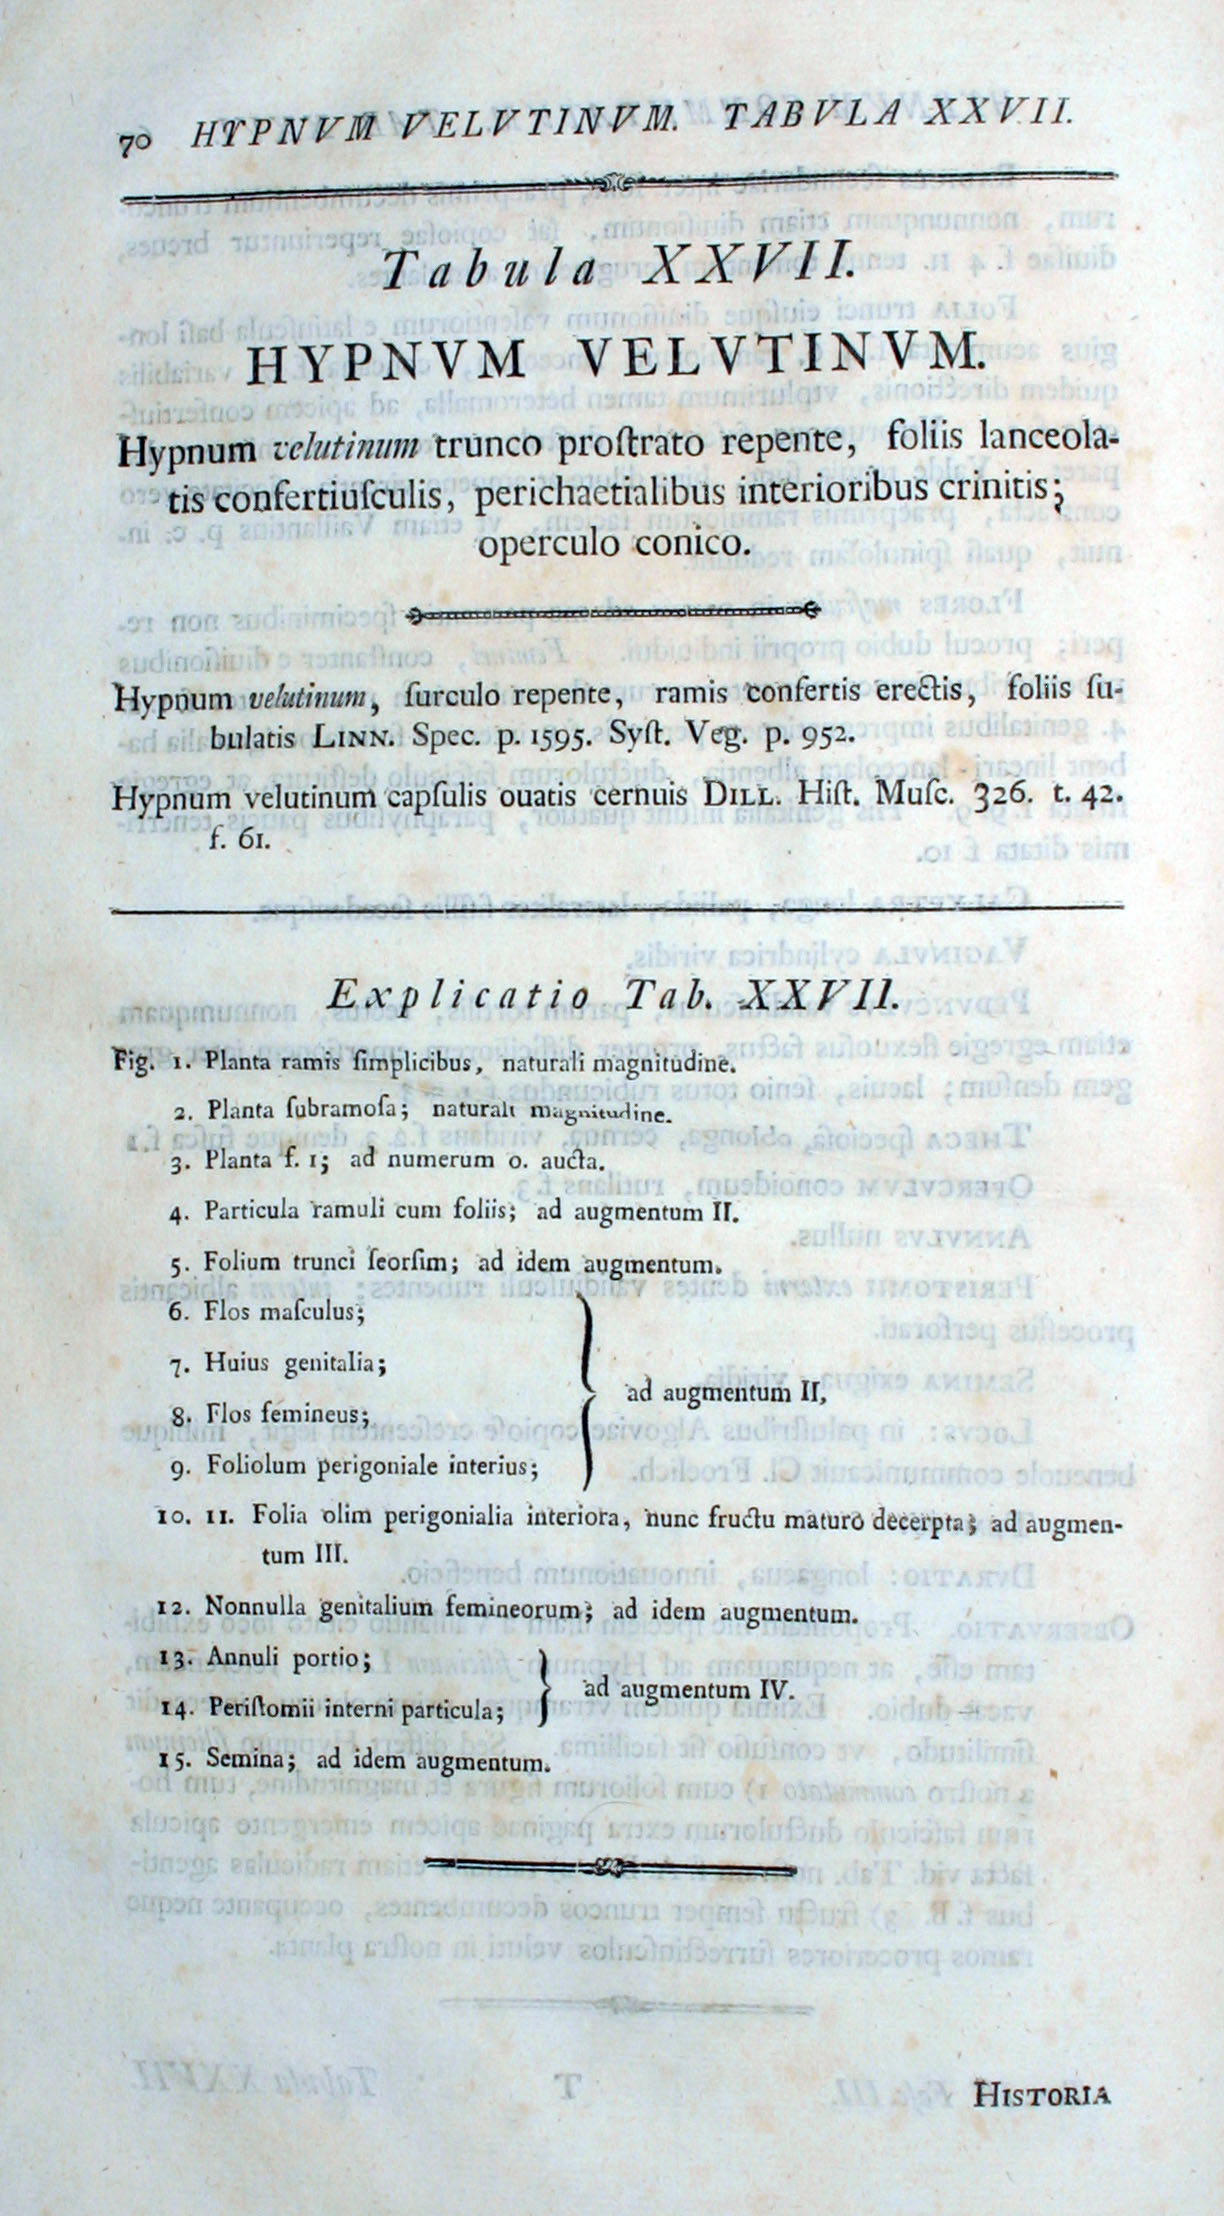 70 HYPNVM VELVTINVM. TABVLA XXVII.
Tabula XXVII.
HYPNVM VELVTINVM.
Hypnum velutinum trunco proſtrato repente, foliis lanceola-
tis confertiuſculis, perichaetialibus interioribus crinitis;
operculo conico.
Hypnum velutinum, ſurculo repente, ramis confertis erectis, foliis ſu-
bulatis LINN. Spec. p. 1595. Syſt. Veg. p. 952.
Hypnum velutinum capſulis ouatis cernuis DILL. Hiſt. Muſc. 326. t. 42.
f. 61.
Explicatio Tab. XXVII.
Fig. 1. Planta ramis ſimplicibus, naturali magnitudine.
2. Planta ſubramoſa; naturali magnitudine.
3. Planta f. 1; ad numerum 0. aucta.
4. Particula ramuli cum foliis; ad augmentum II.
5. Folium trunci ſeorſim; ad idem augmentum.
6. Flos maſculus;
7. Huius genitalia;
ad augmentum II,
8. Flos femineus;
9. Foliolum perigoniale interius;
10. 11. Folia olim perigonialia interiora, nunc fructu maturo decerpta; ad augmen-
tum III.
12. Nonnulla genitalium femineorum; ad idem augmentum.
13. Annuli portio;
ad augmentum IV.
14. Periſtomii interni particula;
15. Semina; ad idem augmentum.
HISTORIA